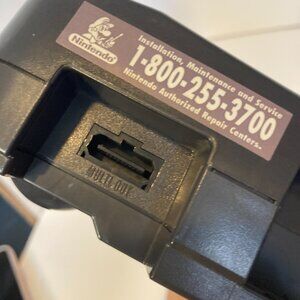 Nintendo
Installation, Maintenance and Service
1-800-255-3700
Nintendo Authorized Repair Centers.
MULTI OUT